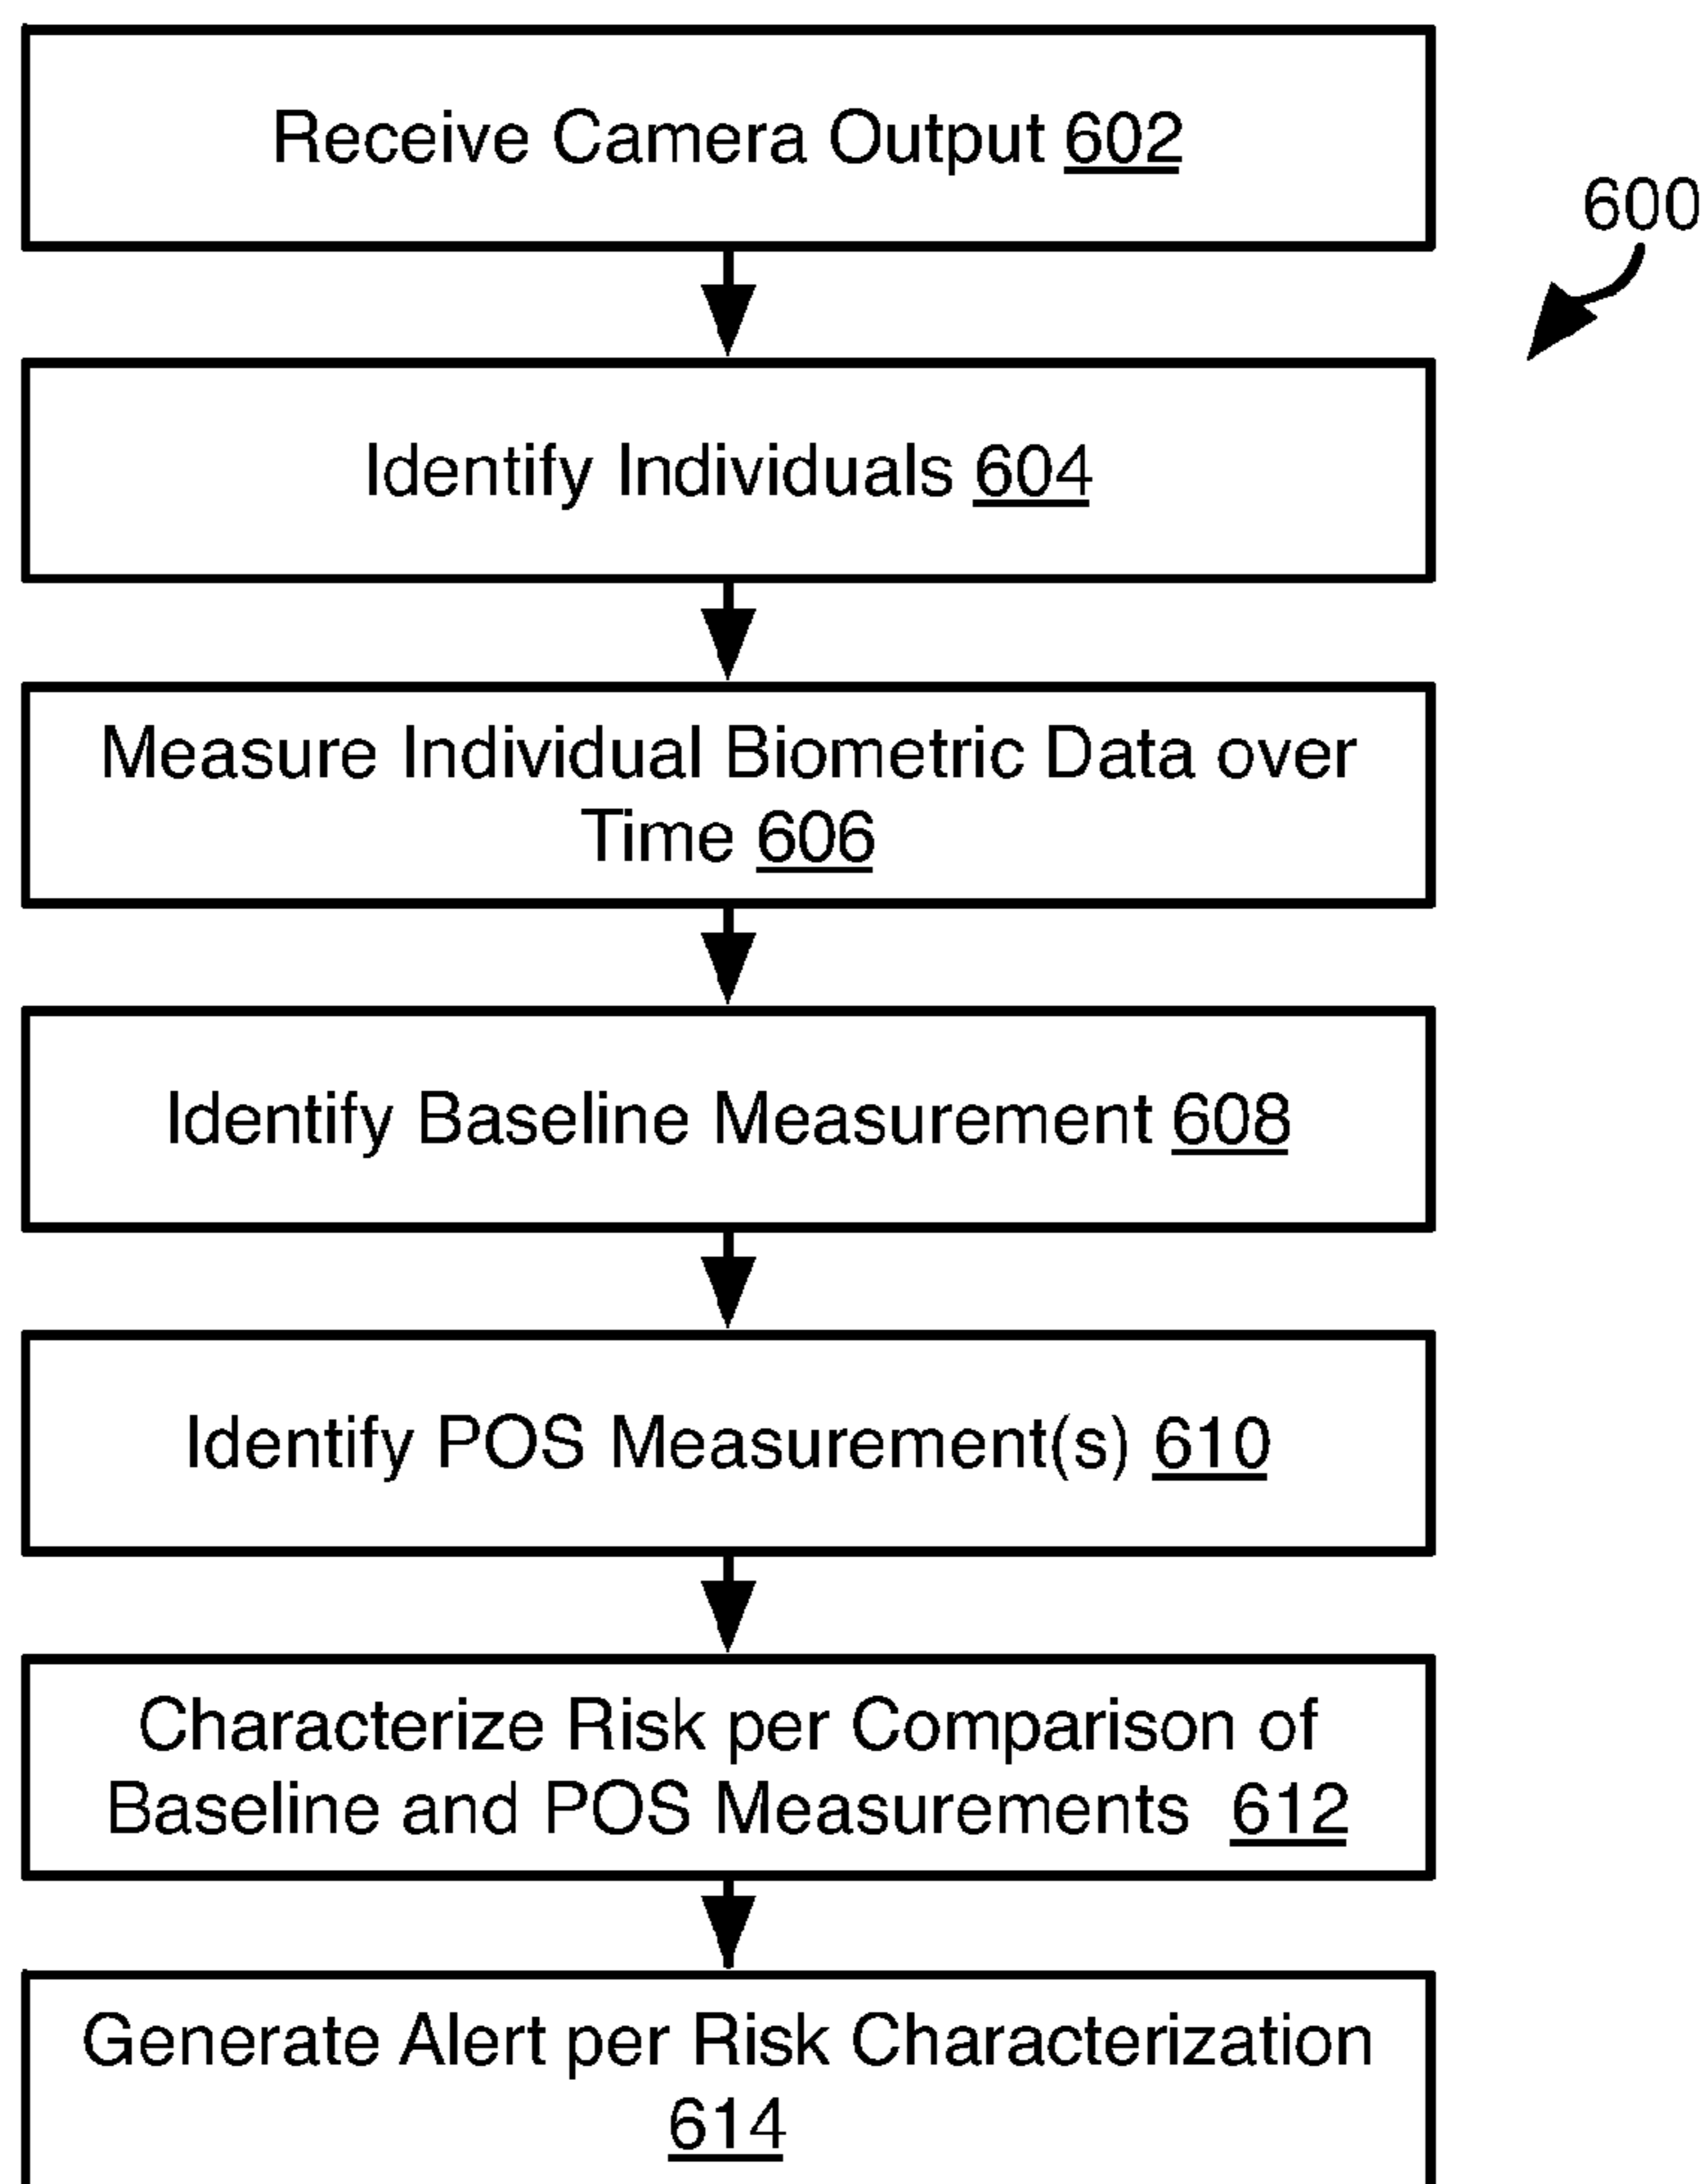 Receive Camera Output 602
600
Identify Individuals 604
Measure Individual Biometric Data over
Time 606
Identify Baseline Measurement 608
Identify POS Measurement(s) 610
Characterize Risk per Comparison of
Baseline and POS Measurements 612
Generate Alert per Risk Characterization
614